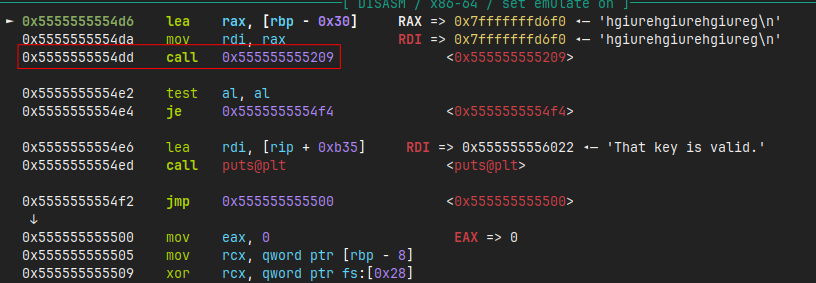 [ DISASM / x86-64 / set emulate on ]
► 0x5555555554d6 lea rax, [rbp - 0x30] RAX => 0x7fffffffd6f0 ◂— 'hgiurehgiurehgiureg\n'
0x5555555554da mov rdi, rax RDI => 0x7fffffffd6f0 ◂— 'hgiurehgiurehgiureg\n'
0x5555555554dd call 0x555555555209 <0x555555555209>
0x5555555554e2 test al, al
0x5555555554e4 je 0x5555555554f4 <0x5555555554f4>
0x5555555554e6 lea rdi, [rip + 0xb35] RDI => 0x555555556022 ◂— 'That key is valid.'
0x5555555554ed call puts@plt <puts@plt>
0x5555555554f2 jmp 0x555555555500 <0x555555555500>
↓
0x555555555500 mov eax, 0 EAX => 0
0x555555555505 mov rcx, qword ptr [rbp - 8]
0x555555555509 xor rcx, qword ptr fs:[0x28]